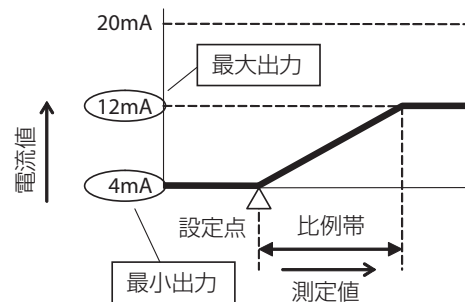 20mA
最大出力
12mA
電流値
4mA
設定点
比例帯
最小出力
測定値